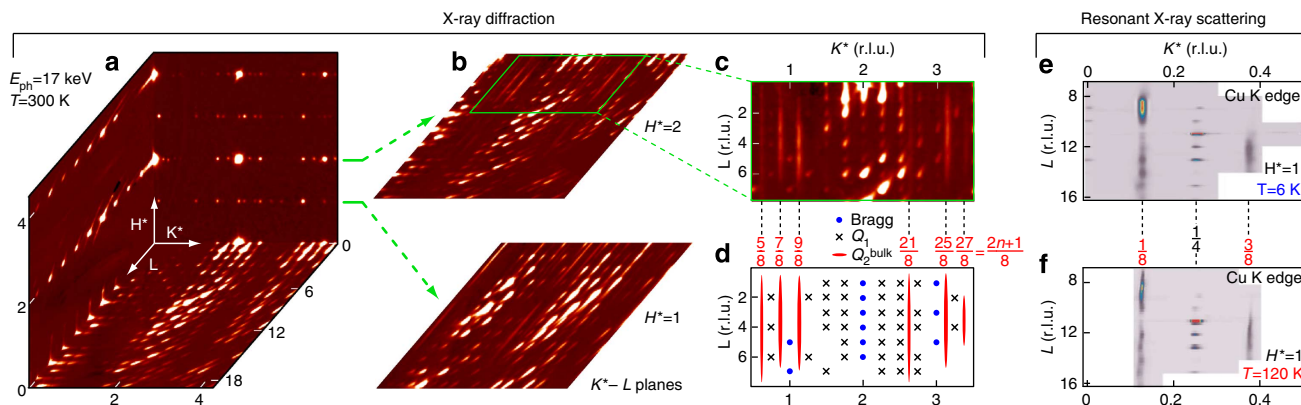 X-ray diffraction
Resonant X-ray scattering
a
E_ph=17 keV
T=300 K
H*
K*
L
4
2
0
2
4
0
6
12
18
b
H*=2
H*=1
K*– L planes
c
K* (r.l.u.)
1
2
3
L (r.l.u.)
2
4
6
Bragg
Q₁
Q₂^bulk
d
5/8
7/8
9/8
21/8
25/8
27/8 = (2n+1)/8
L (r.l.u.)
2
4
6
1
2
3
e
K* (r.l.u.)
0
0.2
0.4
Cu K edge
L (r.l.u.)
8
12
16
H*=1
T=6 K
1/8
1/4
3/8
f
Cu K edge
L (r.l.u.)
8
12
16
H*=1
T=120 K
0
0.2
0.4